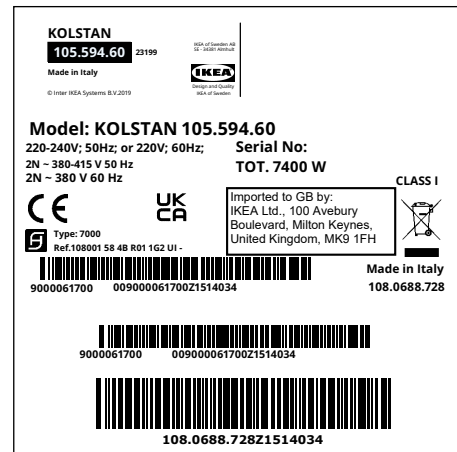 KOLSTAN
105.594.60 23199
Made in Italy
© Inter IKEA Systems B.V.2019
IKEA of Sweden AB
SE - 34381 Älmhult
IKEA
Design and Quality
IKEA of Sweden
Model: KOLSTAN 105.594.60
220-240V; 50Hz; or 220V; 60Hz;
Serial No:
2N ~ 380-415 V 50 Hz
TOT. 7400 W
2N ~ 380 V 60 Hz
CLASS I
CE
UK
CA
Imported to GB by:
IKEA Ltd., 100 Avebury
Boulevard, Milton Keynes,
United Kingdom, MK9 1FH
Type: 7000
Ref.108001 58 4B R01 1G2 UI -
Made in Italy
108.0688.728
9000061700 009000061700Z1514034
9000061700 009000061700Z1514034
108.0688.728Z1514034